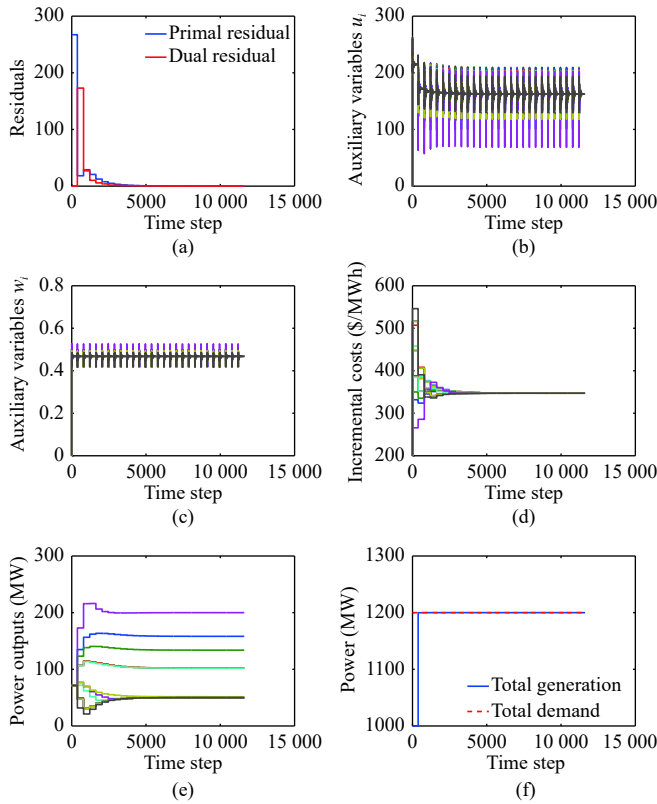 300
200
100
0
Residuals
Primal residual
Dual residual
0 5000 10 000 15 000
Time step
(a)
300
200
100
0
Auxiliary variables u_i
0 5000 10 000 15 000
Time step
(b)
0.8
0.6
0.4
0.2
0
Auxiliary variables w_i
0 5000 10 000 15 000
Time step
(c)
600
500
400
300
200
Incremental costs ($/MWh)
0 5000 10 000 15 000
Time step
(d)
300
200
100
0
Power outputs (MW)
0 5000 10 000 15 000
Time step
(e)
1300
1200
1100
1000
Power (MW)
Total generation
Total demand
0 5000 10 000 15 000
Time step
(f)